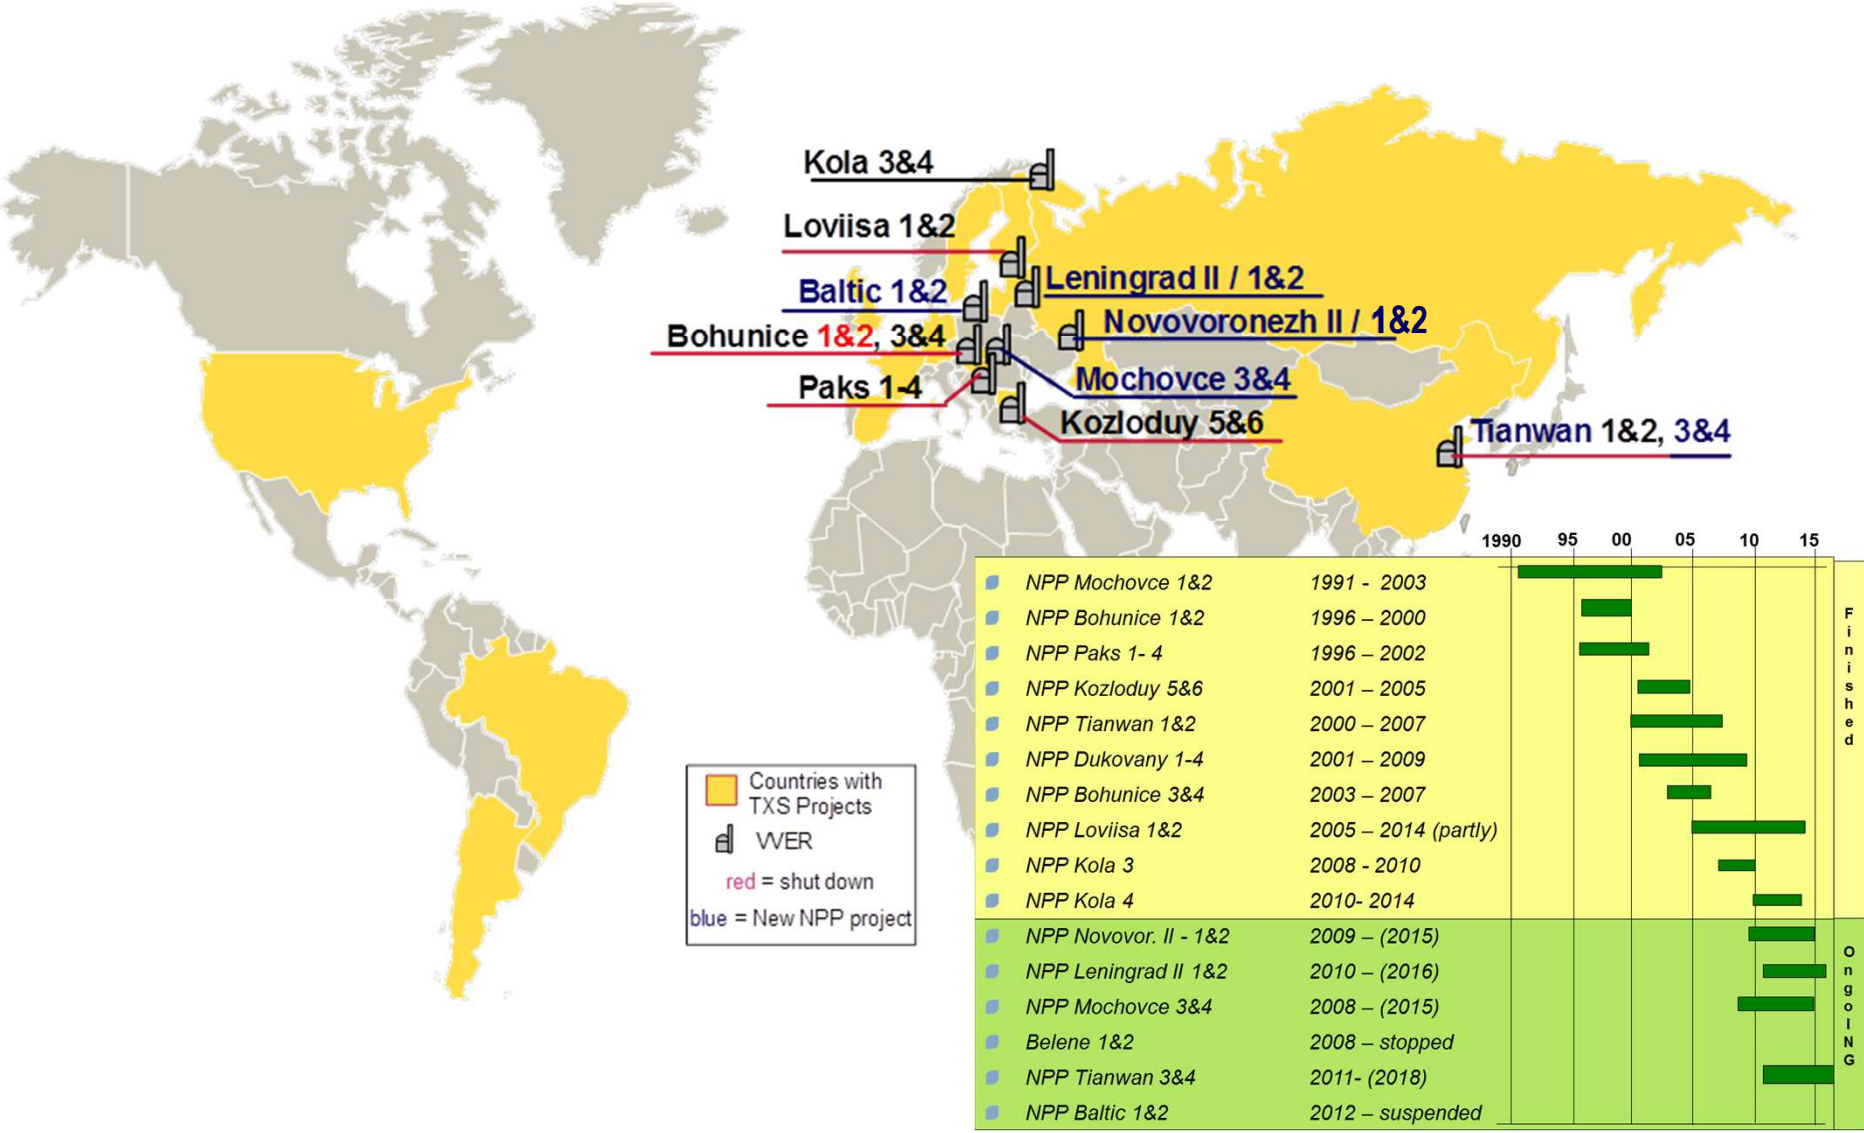 Kola 3&4
Loviisa 1&2
Baltic 1&2
Leningrad II / 1&2
Novovoronezh II / 1&2
Bohunice 1&2, 3&4
Mochovce 3&4
Paks 1-4
Kozloduy 5&6
Tianwan 1&2, 3&4
Countries with
TXS Projects
VVER
red = shut down
blue = New NPP project
1990 95 00 05 10 15
NPP Mochovce 1&2 1991 - 2003
NPP Bohunice 1&2 1996 – 2000
NPP Paks 1- 4 1996 – 2002
NPP Kozloduy 5&6 2001 – 2005
NPP Tianwan 1&2 2000 – 2007
NPP Dukovany 1-4 2001 – 2009
NPP Bohunice 3&4 2003 – 2007
NPP Loviisa 1&2 2005 – 2014 (partly)
NPP Kola 3 2008 - 2010
NPP Kola 4 2010- 2014
Finished
NPP Novovor. II - 1&2 2009 – (2015)
NPP Leningrad II 1&2 2010 – (2016)
NPP Mochovce 3&4 2008 – (2015)
Belene 1&2 2008 – stopped
NPP Tianwan 3&4 2011- (2018)
NPP Baltic 1&2 2012 – suspended
OngoING